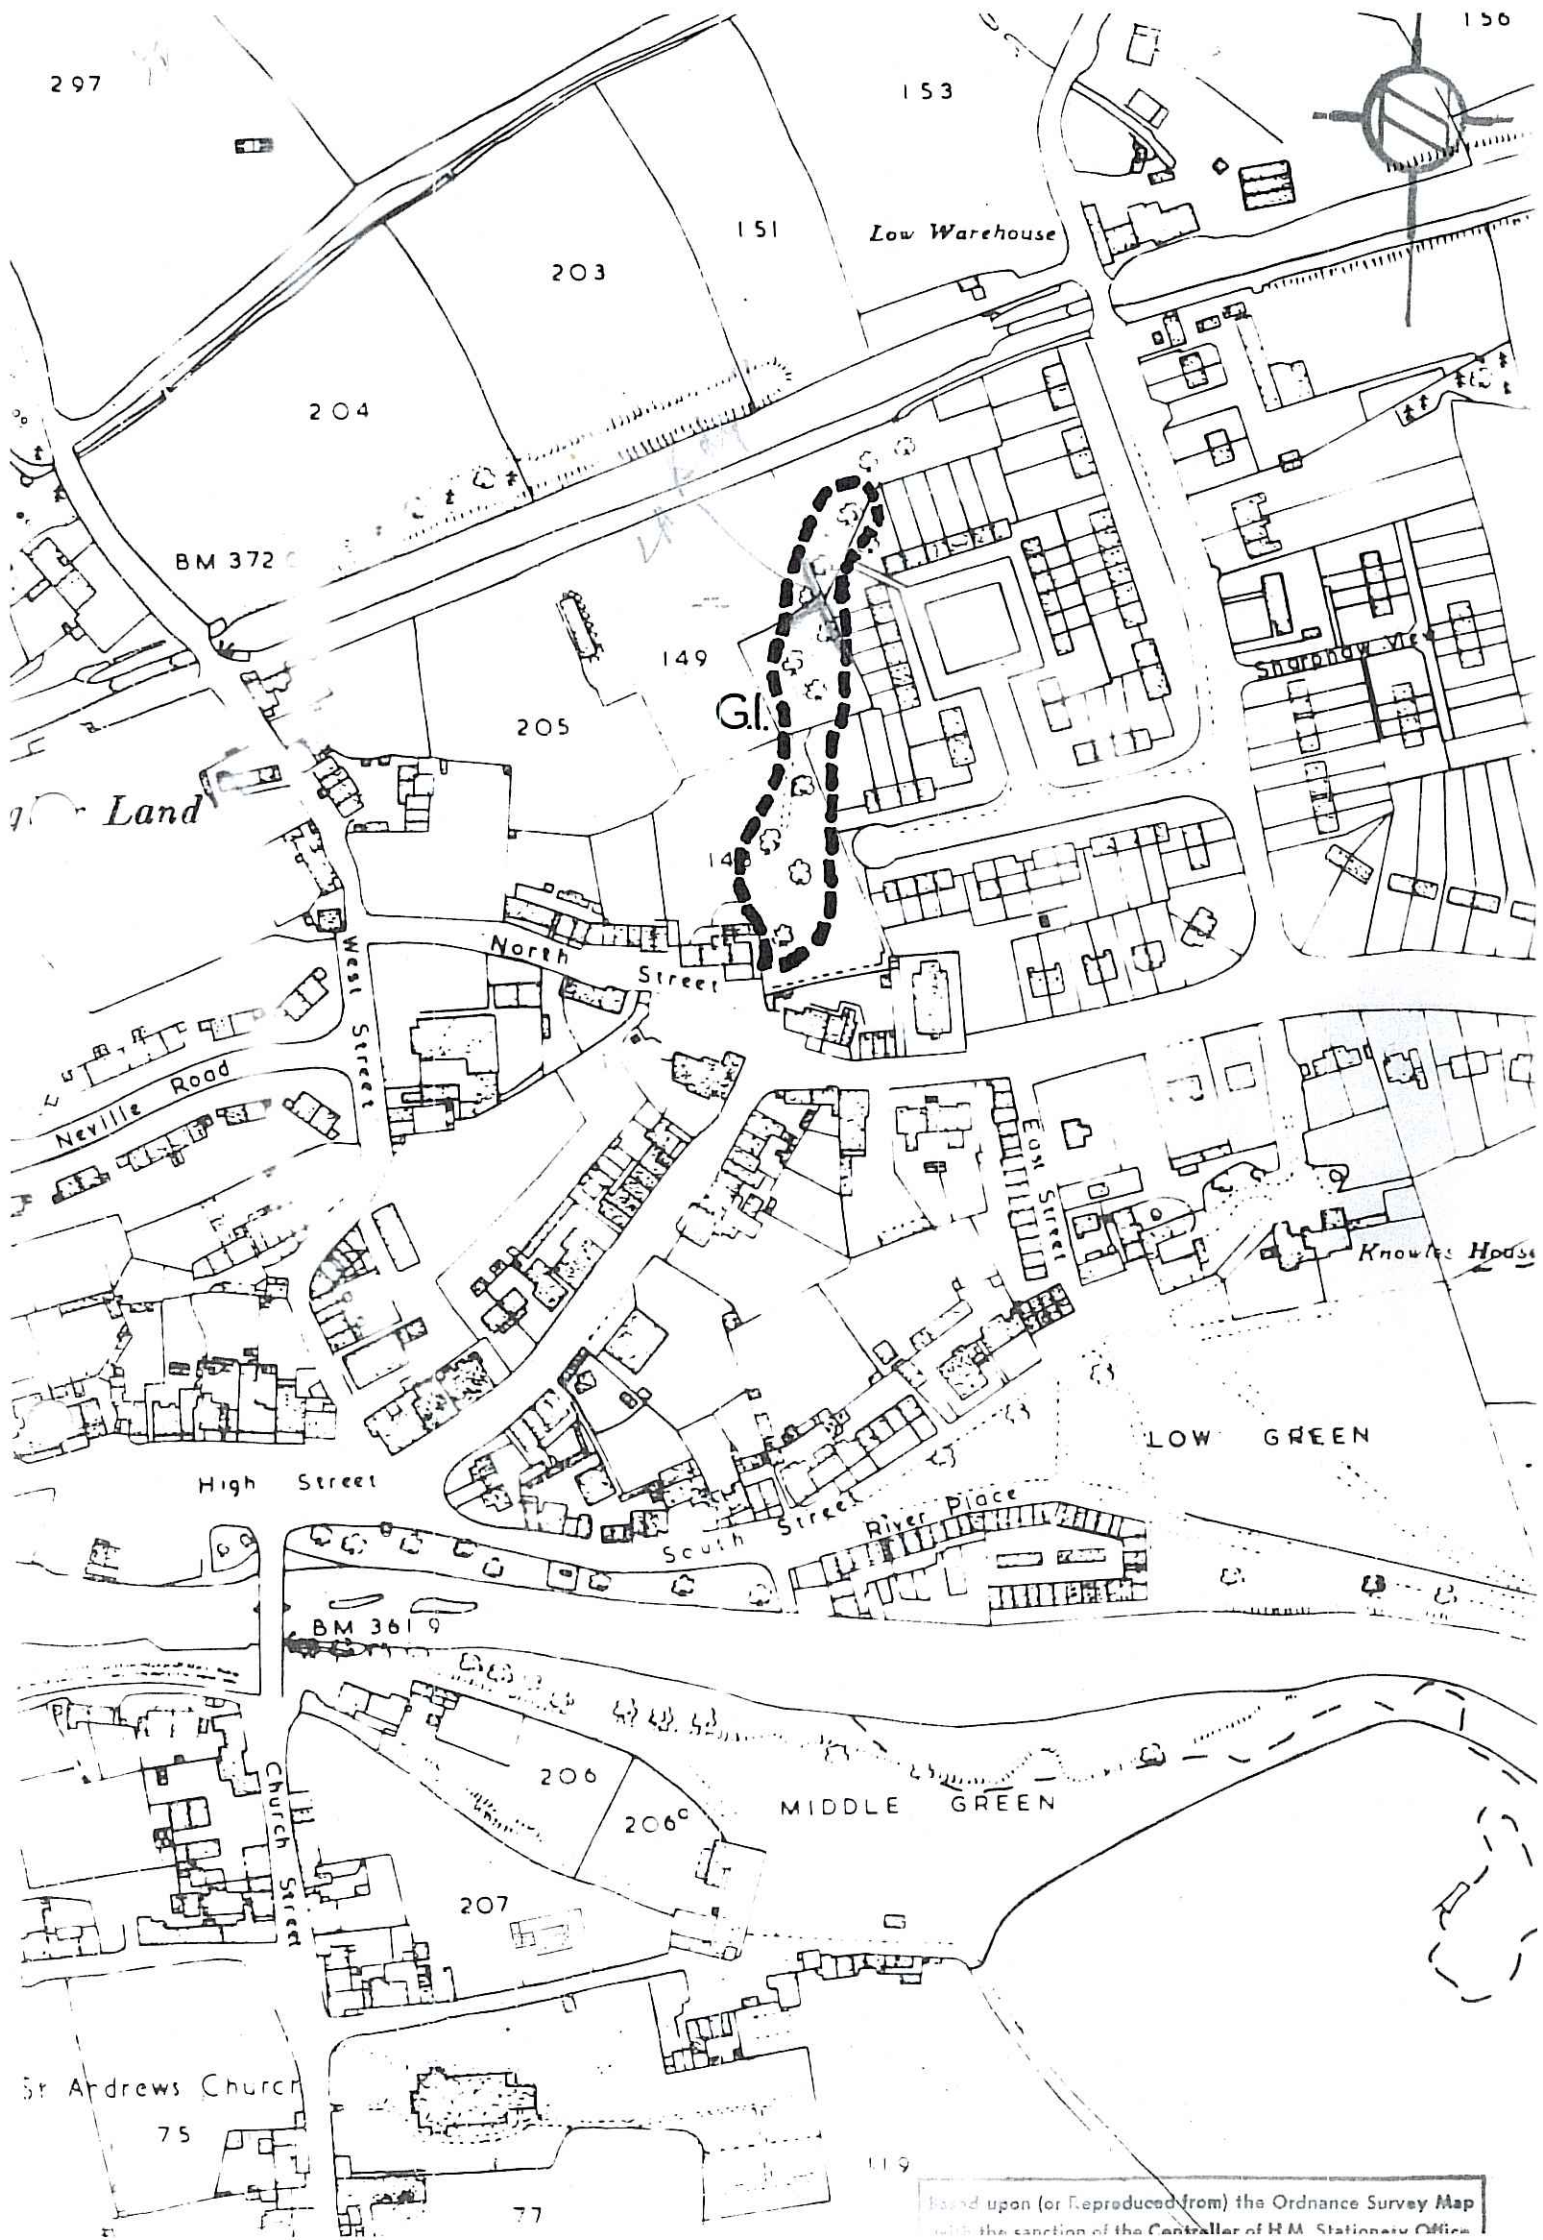 297
153
156
Low Warehouse
151
203
204
BM 372
149
G.I.
205
Sharphaw View
Land
North
Street
West
Street
Neville Road
East
Street
Knowles House
LOW GREEN
High Street
River Place
South Street
BM 361 9
206
206c
MIDDLE GREEN
Church
Street
207
St Andrews Church
75
119
77
upon (or Reproduced from) the Ordnance Survey Map
with the sanction of the Controller of H.M. Stationery Office